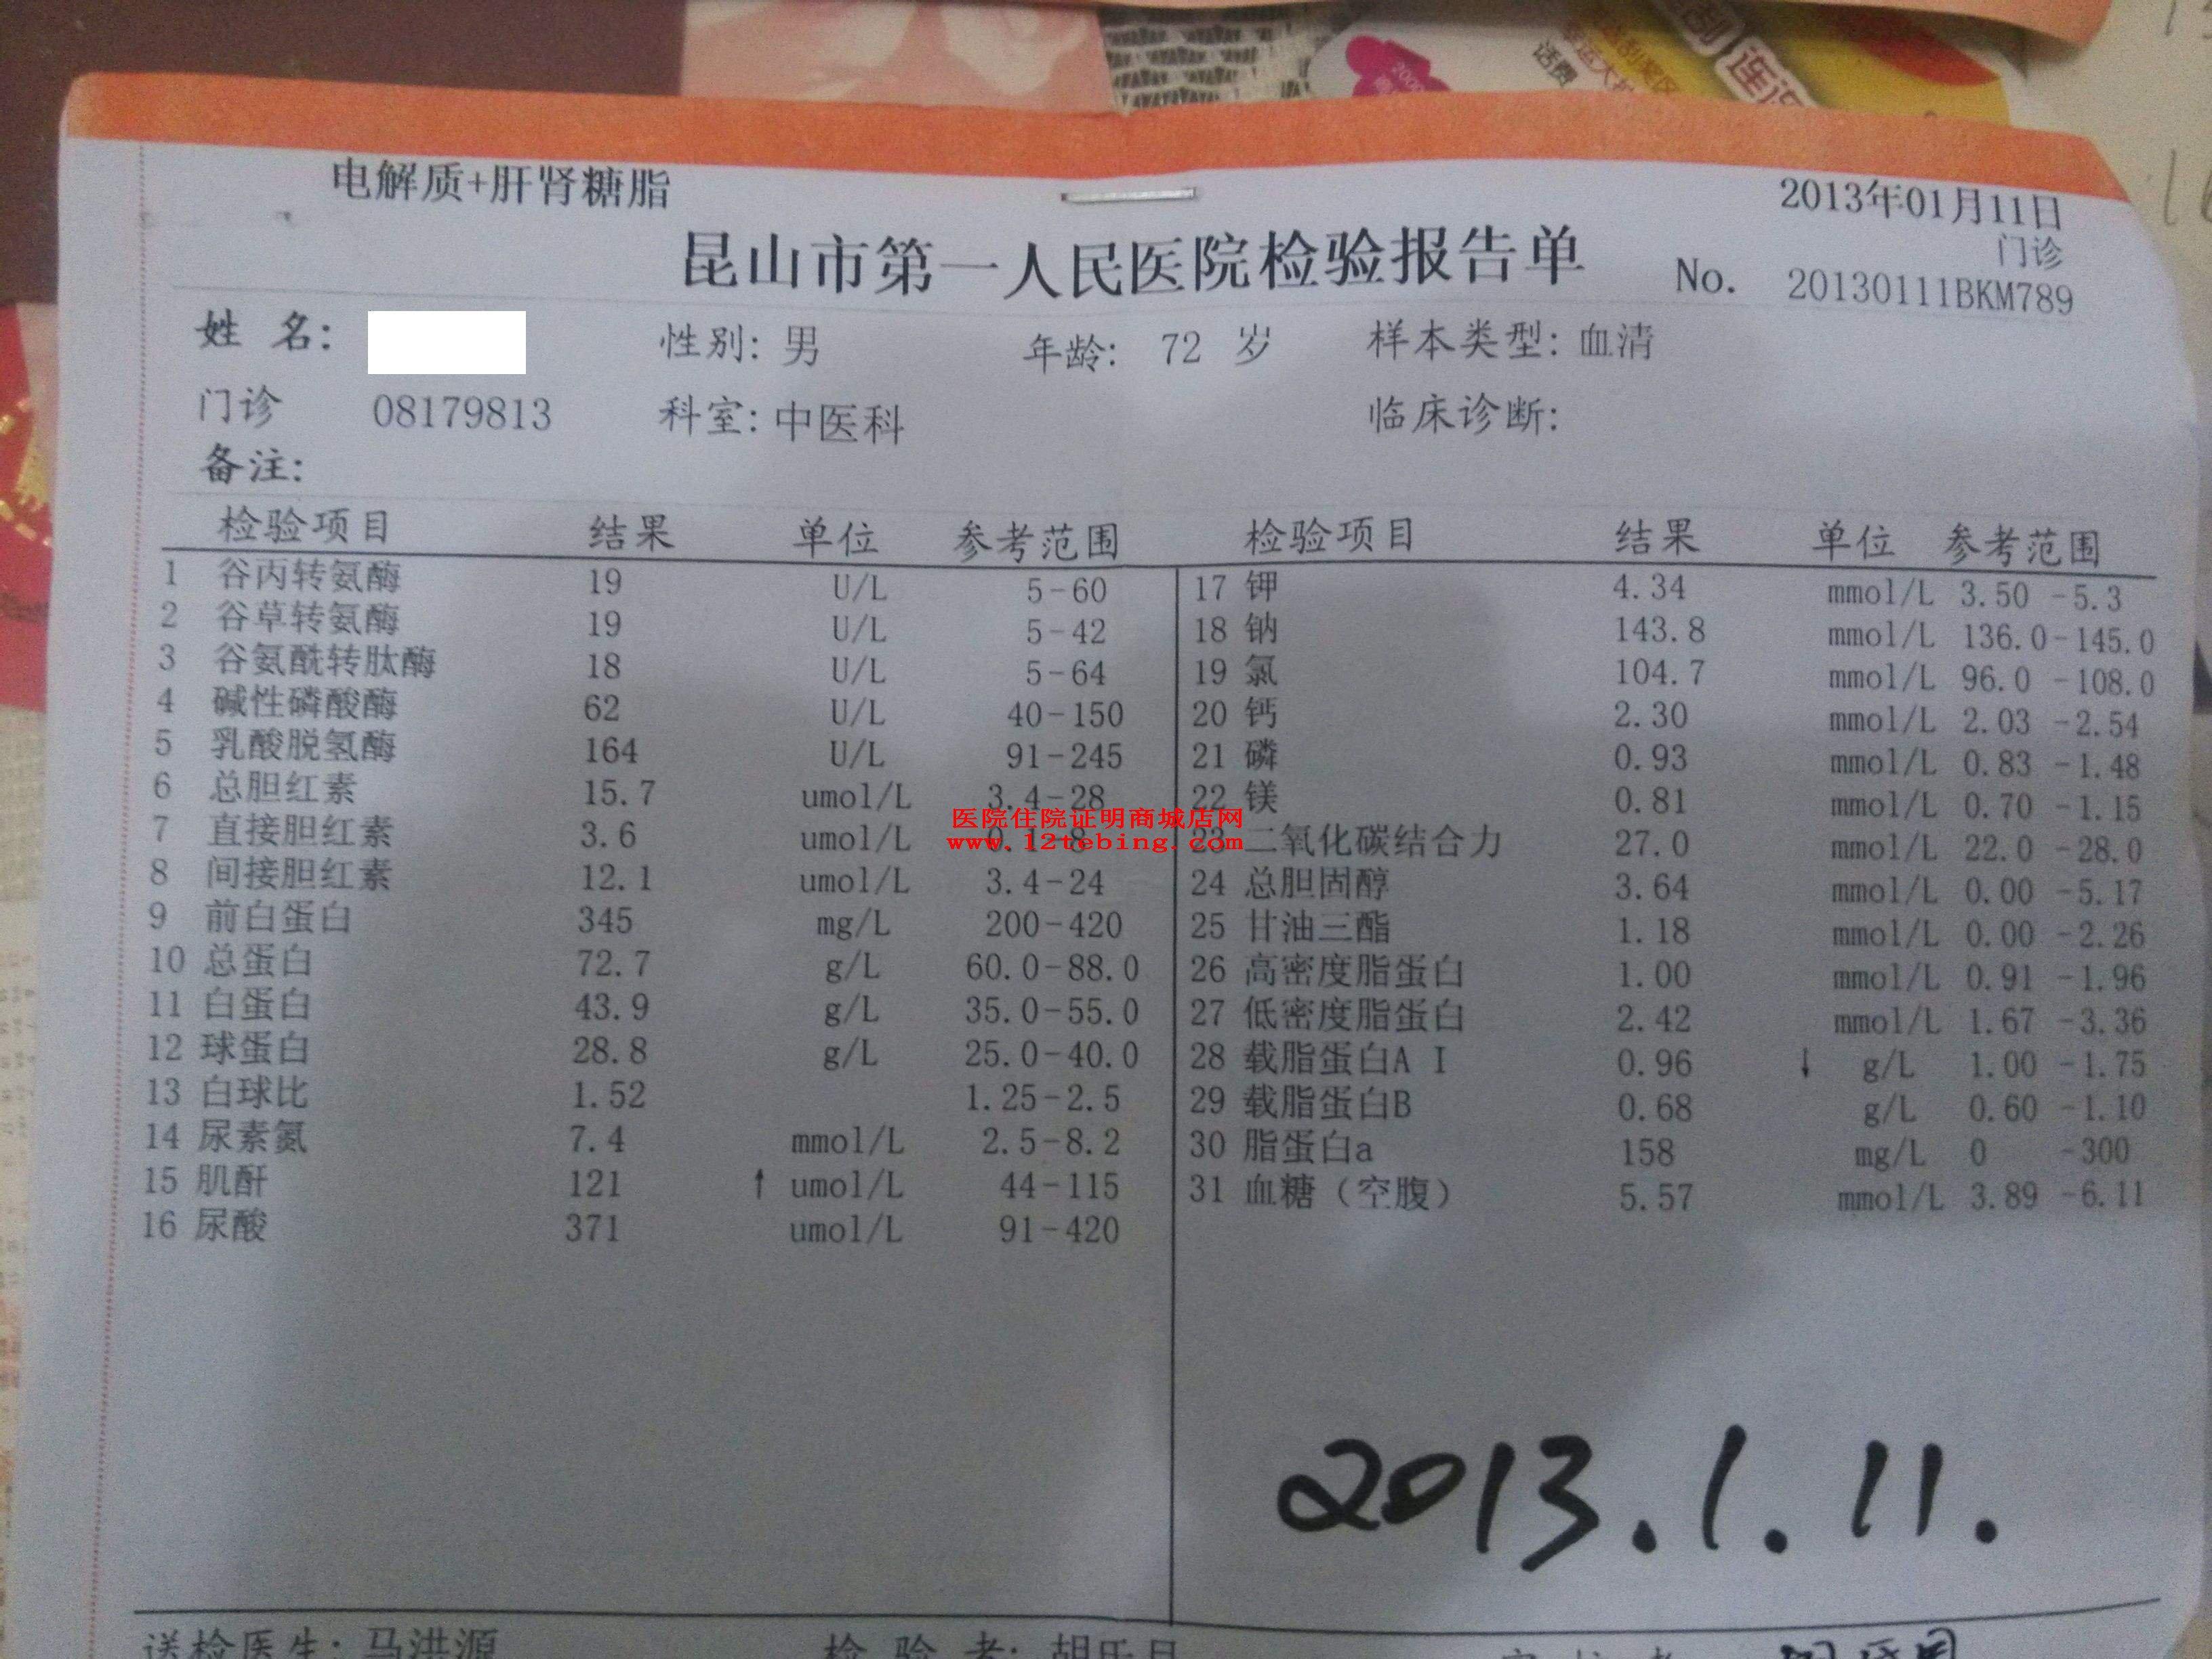 电解质+肝肾糖脂
2013年01月11日
昆山市第一人民医院检验报告单
门诊
No. 20130111BKM789
姓 名: 性别: 男 年龄: 72 岁 样本类型: 血清
门诊 08179813 科室: 中医科 临床诊断:
备注:
检验项目 结果 单位 参考范围 检验项目 结果 单位 参考范围
1 谷丙转氨酶 19 U/L 5-60 17 钾 4.34 mmol/L 3.50 -5.3
2 谷草转氨酶 19 U/L 5-42 18 钠 143.8 mmol/L 136.0-145.0
3 谷氨酰转肽酶 18 U/L 5-64 19 氯 104.7 mmol/L 96.0 -108.0
4 碱性磷酸酶 62 U/L 40-150 20 钙 2.30 mmol/L 2.03 -2.54
5 乳酸脱氢酶 164 U/L 91-245 21 磷 0.93 mmol/L 0.83 -1.48
6 总胆红素 15.7 umol/L 3.4-28 22 镁 0.81 mmol/L 0.70 -1.15
医院住院证明商城店网
7 直接胆红素 3.6 umol/L 0.1-8 23 二氧化碳结合力 27.0 mmol/L 22.0 -28.0
www.12tebing.com
8 间接胆红素 12.1 umol/L 3.4-24 24 总胆固醇 3.64 mmol/L 0.00 -5.17
9 前白蛋白 345 mg/L 200-420 25 甘油三酯 1.18 mmol/L 0.00 -2.26
10 总蛋白 72.7 g/L 60.0-88.0 26 高密度脂蛋白 1.00 mmol/L 0.91 -1.96
11 白蛋白 43.9 g/L 35.0-55.0 27 低密度脂蛋白 2.42 mmol/L 1.67 -3.36
12 球蛋白 28.8 g/L 25.0-40.0 28 载脂蛋白A I 0.96 ↓ g/L 1.00 -1.75
13 白球比 1.52 1.25-2.5 29 载脂蛋白B 0.68 g/L 0.60 -1.10
14 尿素氮 7.4 mmol/L 2.5-8.2 30 脂蛋白a 158 mg/L 0 -300
15 肌酐 121 ↑ umol/L 44-115 31 血糖（空腹） 5.57 mmol/L 3.89 -6.11
16 尿酸 371 umol/L 91-420
2013.1.11.
送检医生: 马洪源 检 验 者: